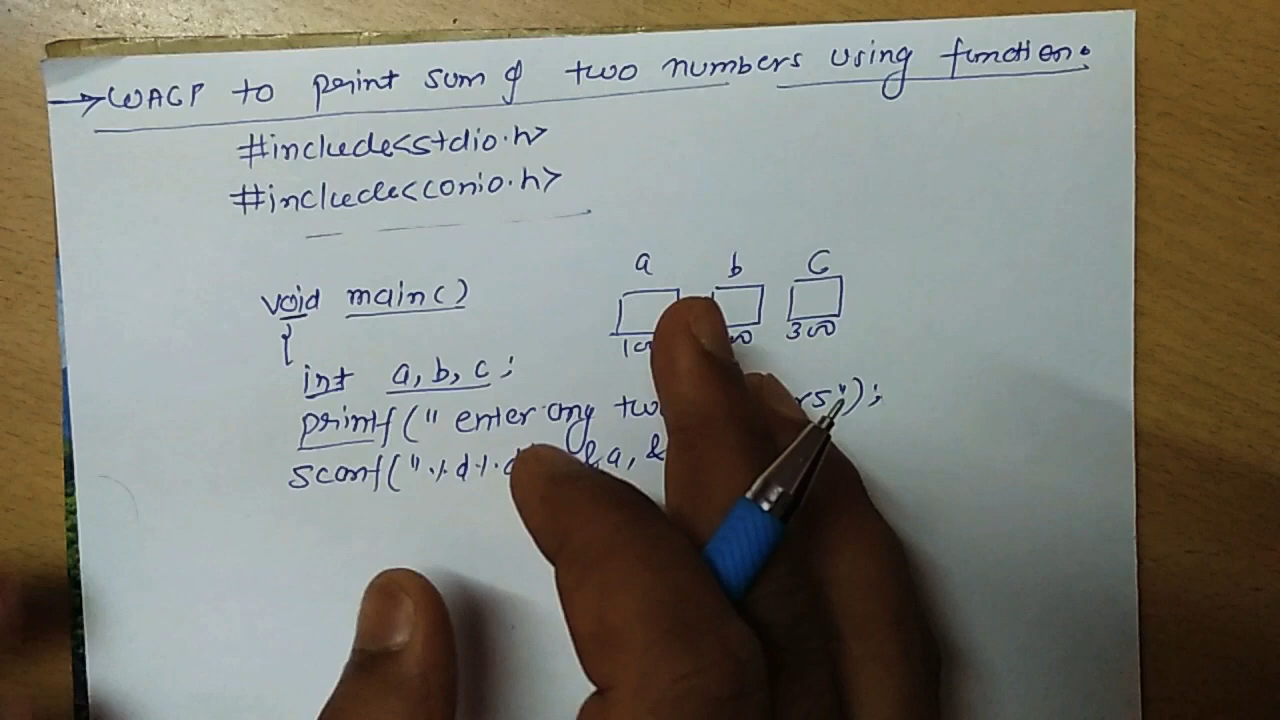 → WACP to print sum of two numbers using function:
#include<stdio.h>
#include<conio.h>
a b C
void main()
300
{
int a, b, c;
printf(" enter any two
");
scanf("%d%d &a, &